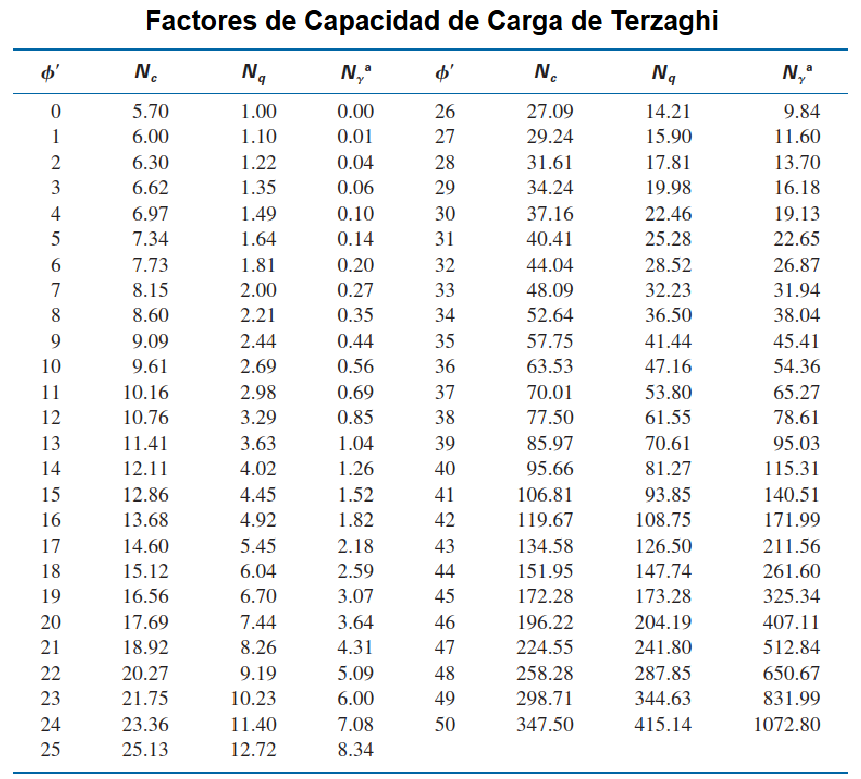 Factores de Capacidad de Carga de Terzaghi
ϕ′ Nc Nq Nγa ϕ′ Nc Nq Nγa
0 5.70 1.00 0.00 26 27.09 14.21 9.84
1 6.00 1.10 0.01 27 29.24 15.90 11.60
2 6.30 1.22 0.04 28 31.61 17.81 13.70
3 6.62 1.35 0.06 29 34.24 19.98 16.18
4 6.97 1.49 0.10 30 37.16 22.46 19.13
5 7.34 1.64 0.14 31 40.41 25.28 22.65
6 7.73 1.81 0.20 32 44.04 28.52 26.87
7 8.15 2.00 0.27 33 48.09 32.23 31.94
8 8.60 2.21 0.35 34 52.64 36.50 38.04
9 9.09 2.44 0.44 35 57.75 41.44 45.41
10 9.61 2.69 0.56 36 63.53 47.16 54.36
11 10.16 2.98 0.69 37 70.01 53.80 65.27
12 10.76 3.29 0.85 38 77.50 61.55 78.61
13 11.41 3.63 1.04 39 85.97 70.61 95.03
14 12.11 4.02 1.26 40 95.66 81.27 115.31
15 12.86 4.45 1.52 41 106.81 93.85 140.51
16 13.68 4.92 1.82 42 119.67 108.75 171.99
17 14.60 5.45 2.18 43 134.58 126.50 211.56
18 15.12 6.04 2.59 44 151.95 147.74 261.60
19 16.56 6.70 3.07 45 172.28 173.28 325.34
20 17.69 7.44 3.64 46 196.22 204.19 407.11
21 18.92 8.26 4.31 47 224.55 241.80 512.84
22 20.27 9.19 5.09 48 258.28 287.85 650.67
23 21.75 10.23 6.00 49 298.71 344.63 831.99
24 23.36 11.40 7.08 50 347.50 415.14 1072.80
25 25.13 12.72 8.34